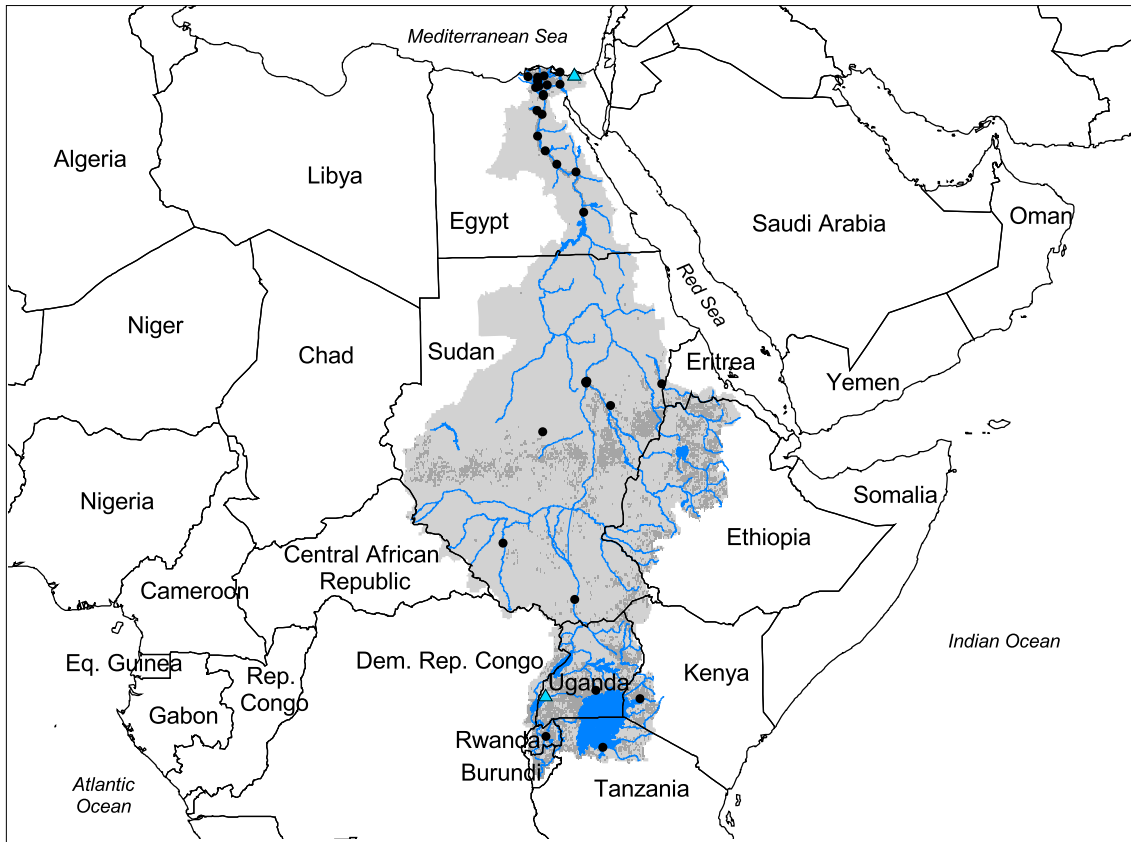 Mediterranean Sea
Algeria
Libya
Egypt
Saudi Arabia
Oman
Red Sea
Niger
Chad
Sudan
Eritrea
Yemen
Nigeria
Somalia
Ethiopia
Central African
Republic
Cameroon
Indian Ocean
Eq. Guinea
Rep.
Congo
Dem. Rep. Congo
Uganda
Kenya
Gabon
Rwanda
Burundi
Tanzania
Atlantic
Ocean